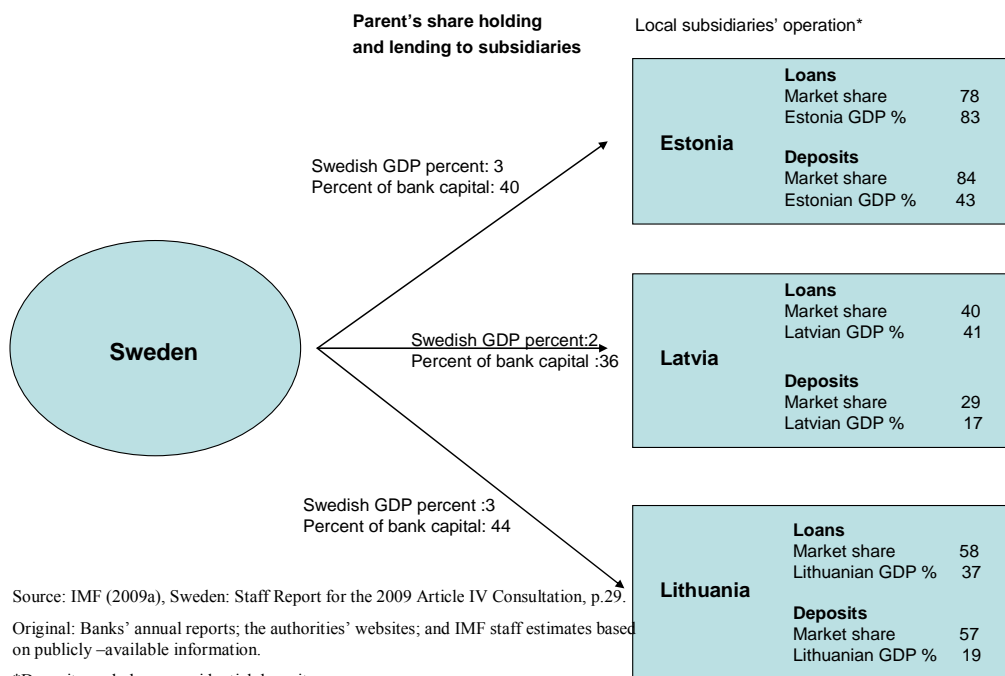 Parent's share holding
and lending to subsidiaries
Local subsidiaries' operation*
Swedish GDP percent: 3
Percent of bank capital: 40
Estonia
Loans
Market share 78
Estonia GDP % 83
Deposits
Market share 84
Estonian GDP % 43
Sweden
Swedish GDP percent:2
Percent of bank capital :36
Latvia
Loans
Market share 40
Latvian GDP % 41
Deposits
Market share 29
Latvian GDP % 17
Swedish GDP percent :3
Percent of bank capital: 44
Lithuania
Loans
Market share 58
Lithuanian GDP % 37
Deposits
Market share 57
Lithuanian GDP % 19
Source: IMF (2009a), Sweden: Staff Report for the 2009 Article IV Consultation, p.29.
Original: Banks' annual reports; the authorities' websites; and IMF staff estimates based
on publicly –available information.